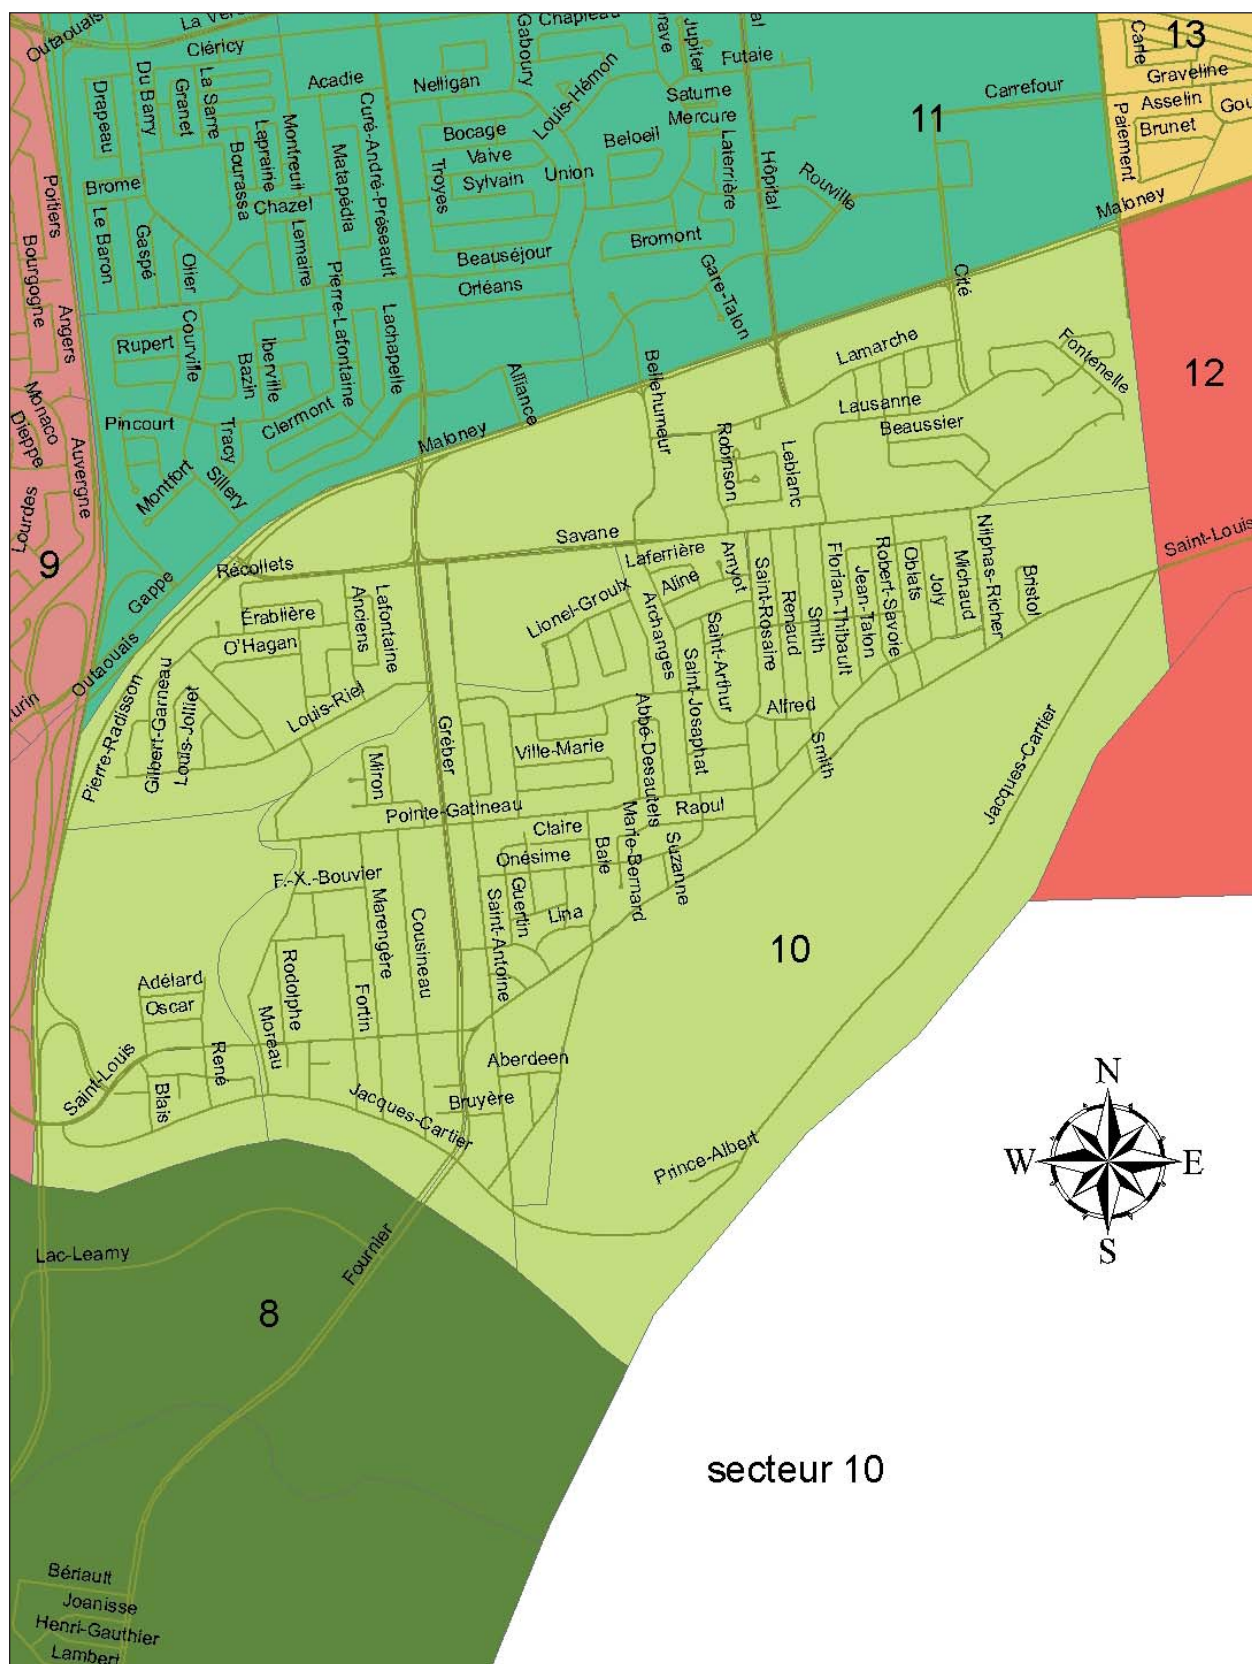 Outaouais
Cléricy
Gaboury
Jupiter
Futaie
Carrefour
Carle
13
Graveline
Asselin
Brunet
Paiement
Drapeau
Du Barry
Granet
La Sarre
Acadie
Nelligan
Louis-Hémon
Saturne
Mercure
11
Bourassa
Lapraine
Montreuil
Matapédia
Curé-André-Préseault
Bocage
Vaive
Sylvain
Troyes
Union
Beloeil
Laterrière
Hôpital
Rouville
Maloney
Poitiers
Brome
Le Baron
Gaspé
Olier
Chazel
Lemaire
Beauséjour
Orléans
Bromont
Gare-Talon
Cité
Bourgogne
Angers
Rupert
Courville
Bazin
Iberville
Pierre-Lafontaine
Lachapelle
Alliance
Bellehumeur
Lamarche
Fontenelle
12
Monaco
Dieppe
Auvergne
Pincourt
Tracy
Clermont
Maloney
Lausanne
Beaussier
Robinson
Leblanc
Lourdes
Montfort
Sillery
9
Gappe
Récollets
Savane
Saint-Louis
Outaouais
Érablière
O'Hagan
Anciens
Lafontaine
Lionel-Groulx
Laferrière
Aline
Amyot
Archanges
Saint-Rosaire
Renaud
Smith
Florian-Thibault
Jean-Talon
Robert-Savoie
Oblats
Joly
Michaud
Nilphas-Richer
Bristol
Pierre-Radisson
Gilbert-Garneau
Louis-Jolliet
Louis-Riel
Gréber
Saint-Arthur
Saint-Josaphat
Alfred
Smith
Ville-Marie
Abbé-Desautels
Miron
Pointe-Gatineau
Raoul
Jacques-Cartier
Claire
Onésime
Bale
Marie-Bernard
Suzanne
F.-X.-Bouvier
Marengère
Cousineau
Saint-Antoine
Guertin
Lina
10
Adélard
Oscar
Rodolphe
Fortin
Moreau
Saint-Louis
Blais
René
Aberdeen
Bruyère
Jacques-Cartier
Prince-Albert
N
W
E
S
Lac-Leamy
Fournier
8
secteur 10
Bériault
Joanisse
Henri-Gauthier
Lambert